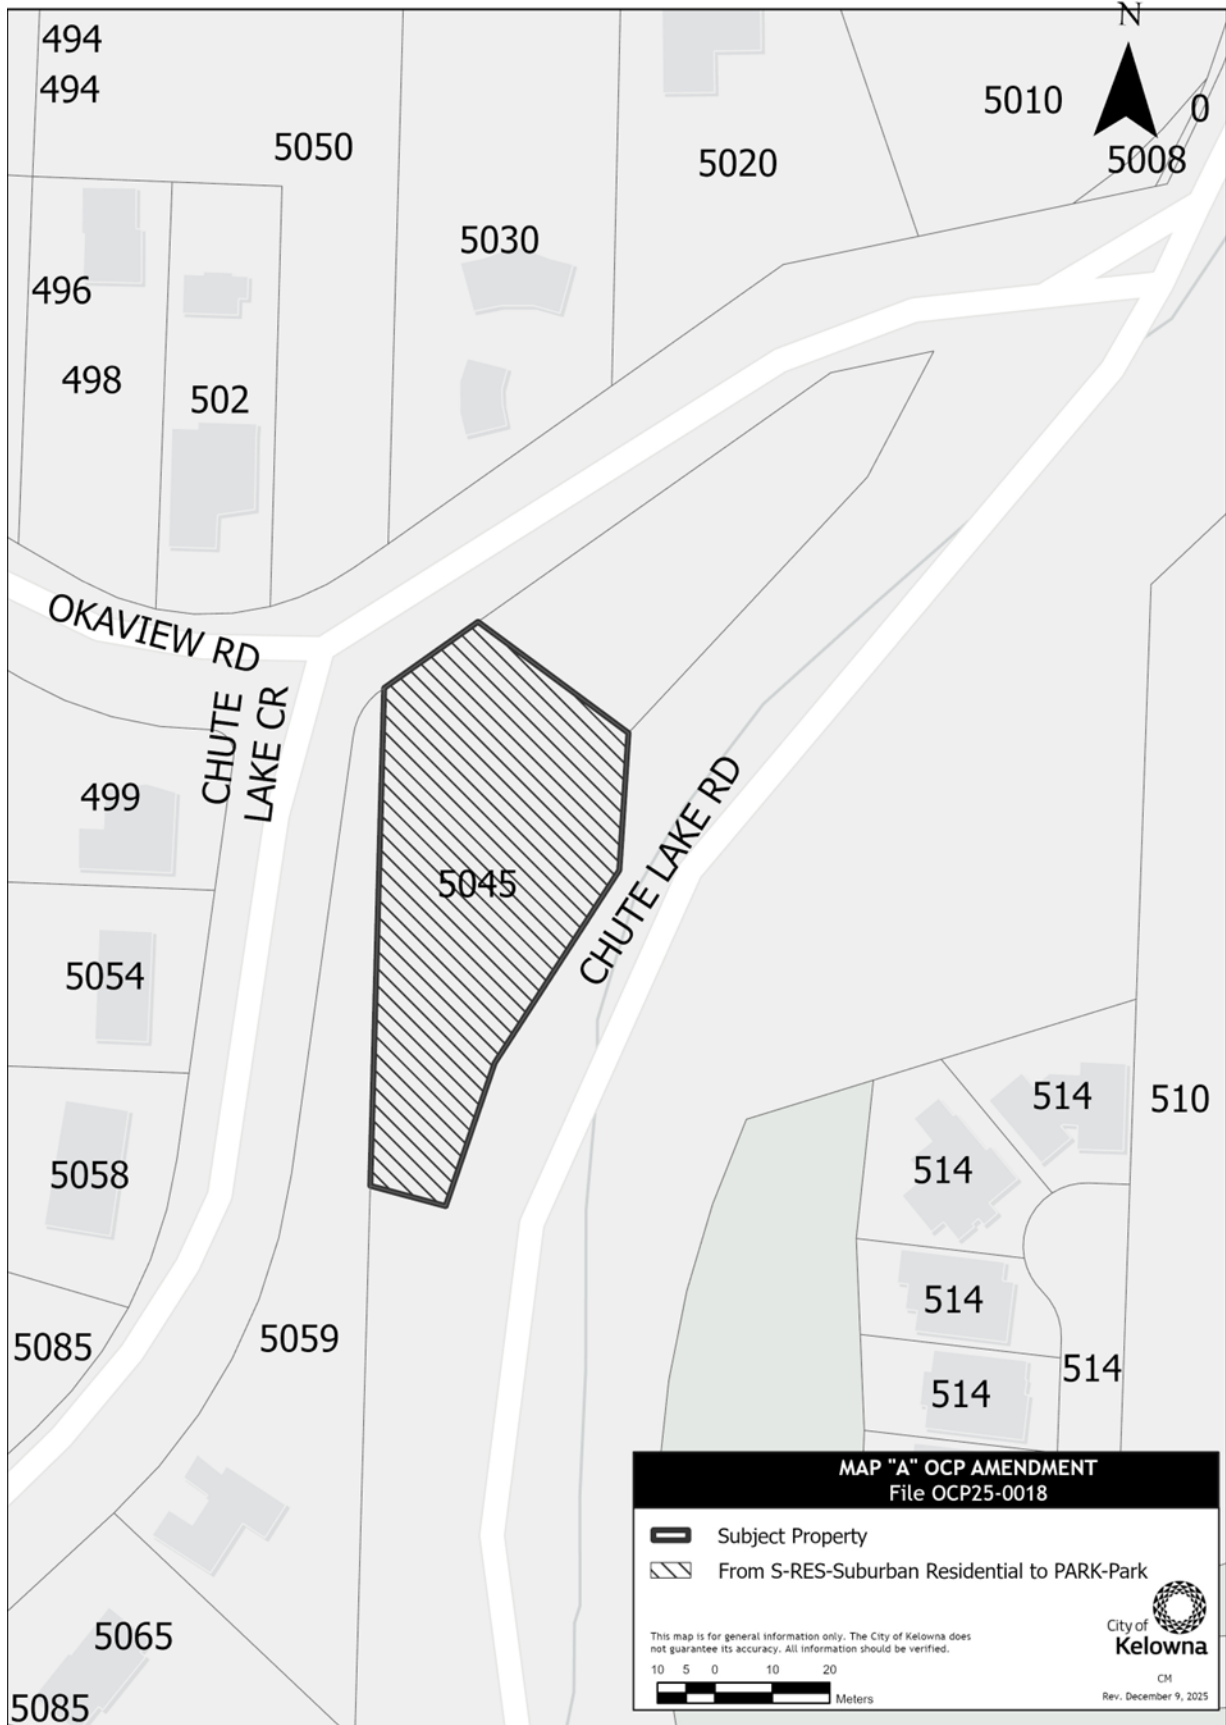 N
494
494
5050
5020
5010
0
5008
5030
496
498
502
OKAVIEW RD
CHUTE
LAKE CR
499
5045
CHUTE LAKE RD
5054
5058
514
510
514
514
5085
5059
514
514
5065
5085
MAP "A" OCP AMENDMENT
File OCP25-0018
Subject Property
From S-RES-Suburban Residential to PARK-Park
This map is for general information only. The City of Kelowna does
not guarantee its accuracy. All information should be verified.
10 5 0 10 20
Meters
City of
Kelowna
CM
Rev. December 9, 2025